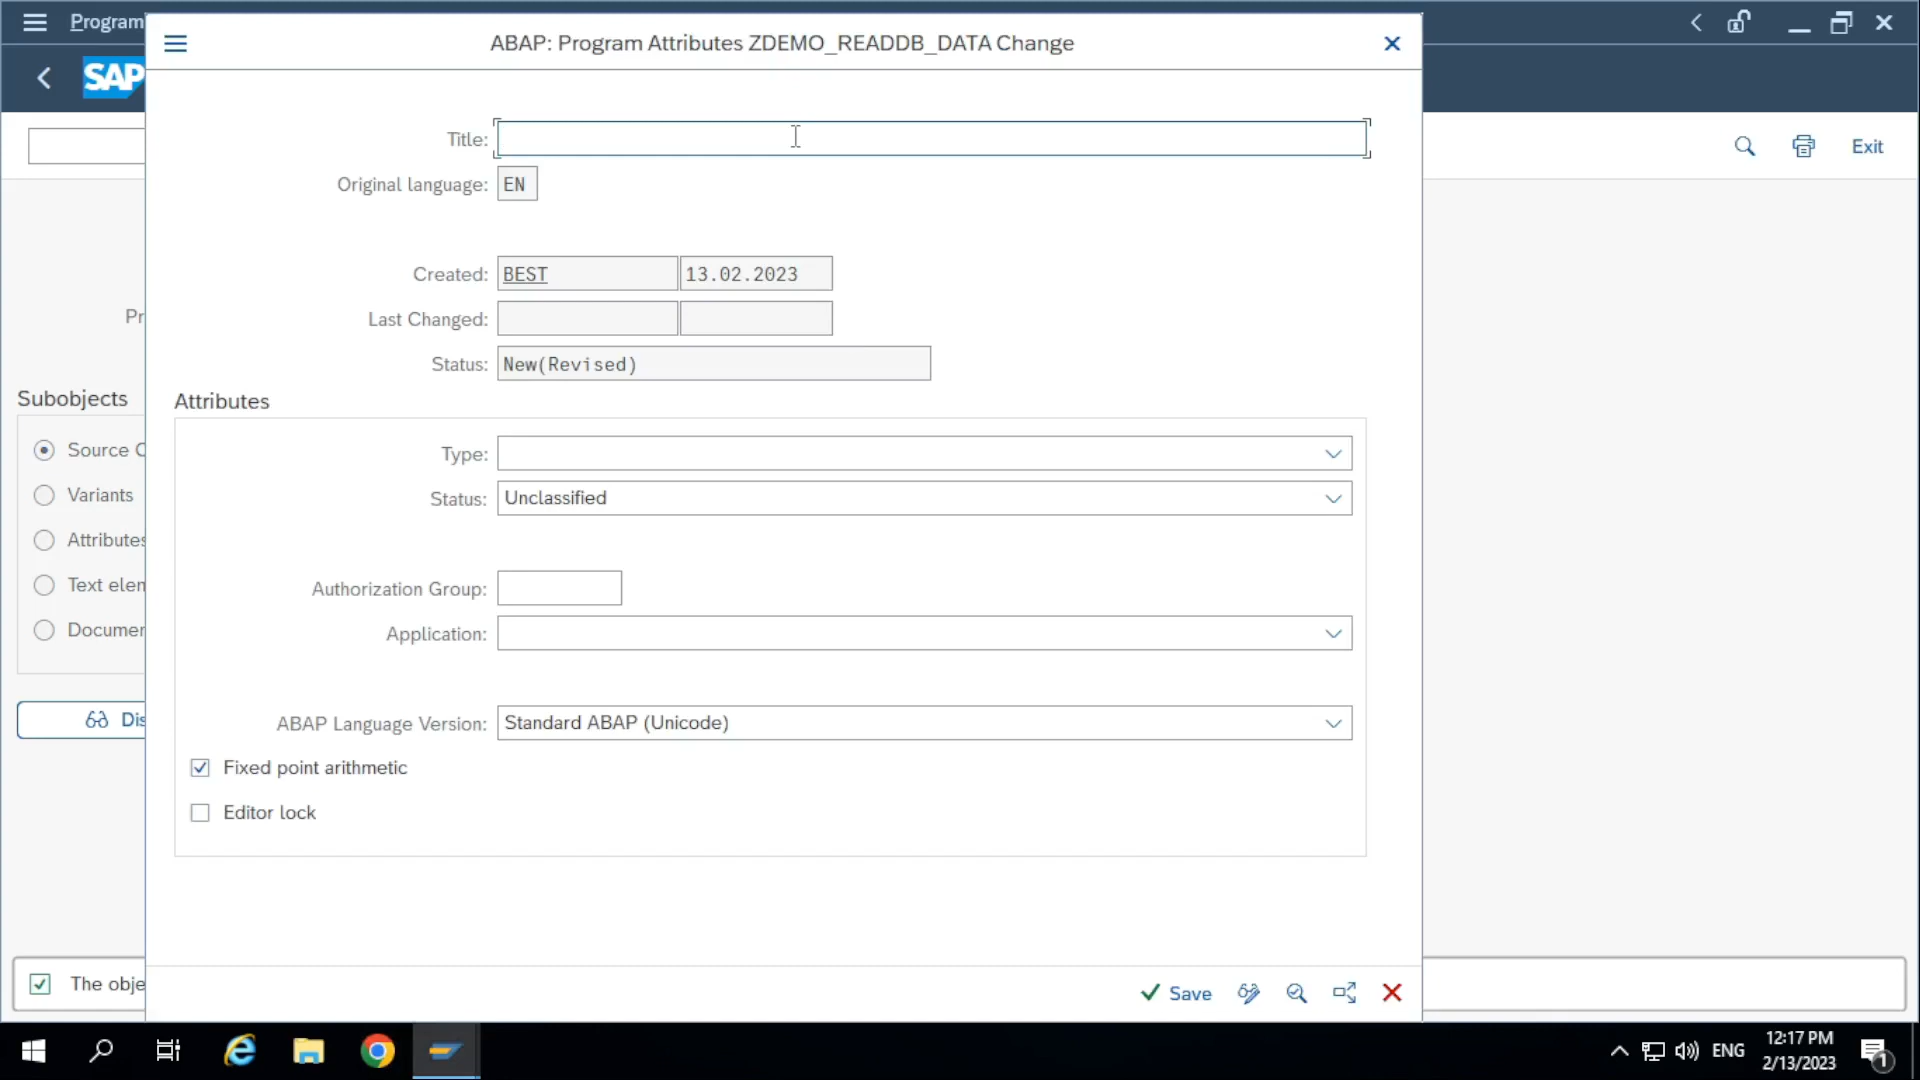 Program
ABAP: Program Attributes ZDEMO_READDB_DATA Change
SAP
Title:
Exit
Original language: EN
Created: BEST 13.02.2023
Pr
Last Changed:
Status: New(Revised)
Subobjects
Attributes
Source C
Type:
Variants
Status: Unclassified
Attributes
Text elem
Authorization Group:
Documen
Application:
Dis
ABAP Language Version: Standard ABAP (Unicode)
Fixed point arithmetic
Editor lock
The obje
Save
ENG
12:17 PM
2/13/2023
1